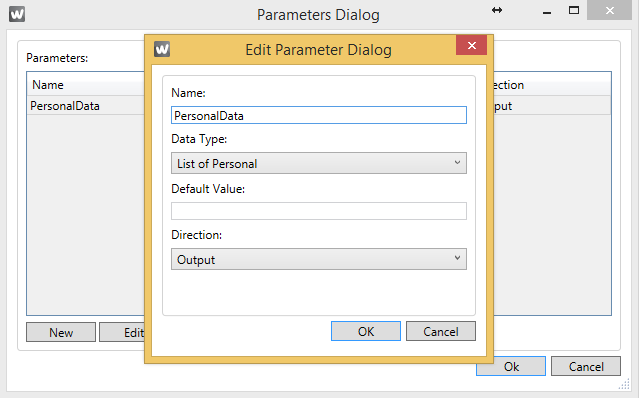 Parameters Dialog
Parameters:
Name
ection
PersonalData
put
New
Edit
Ok
Cancel
Edit Parameter Dialog
Name:
PersonalData
Data Type:
List of Personal
Default Value:
Direction:
Output
OK
Cancel